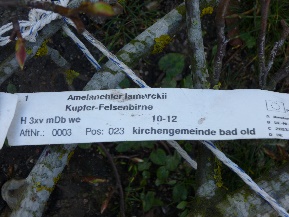 1 Amelanchier lamarckii
Kupfer-Felsenbirne
H 3xv mDb we 10-12
AftNr.: 0003 Pos: 023 kirchengemeinde bad old